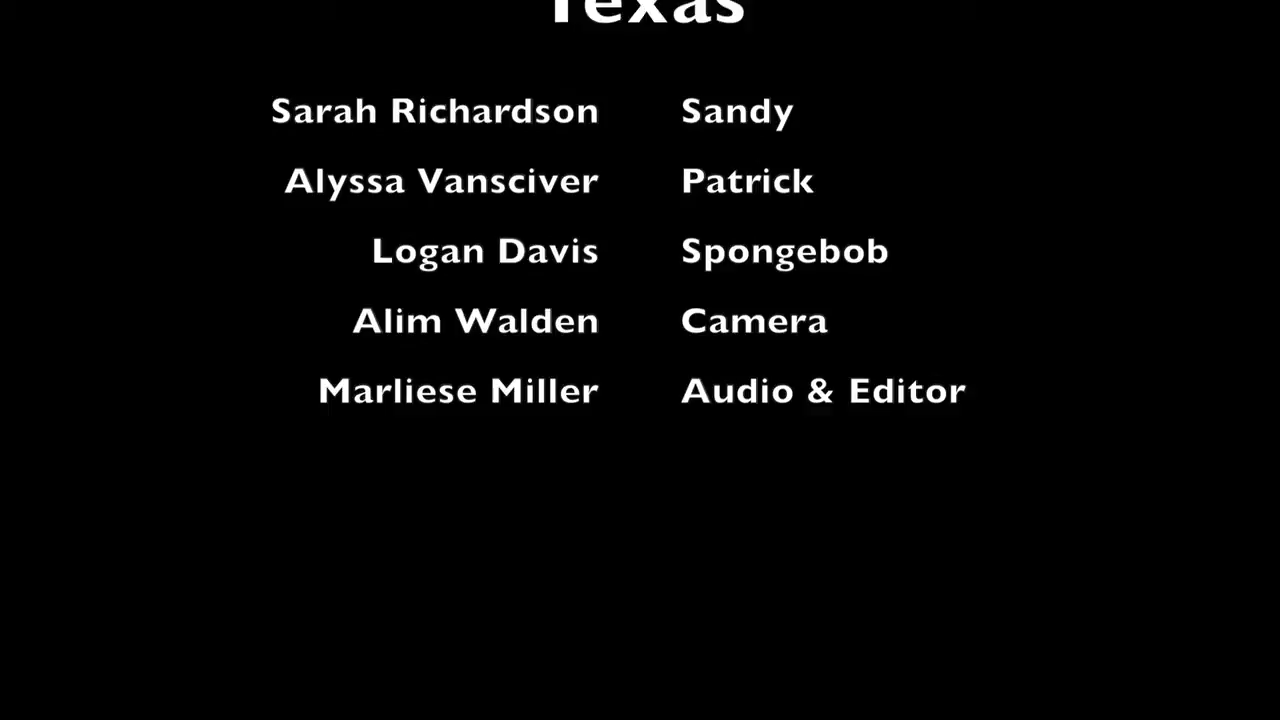 Texas
Sarah Richardson Sandy
Alyssa Vansciver Patrick
Logan Davis Spongebob
Alim Walden Camera
Marliese Miller Audio & Editor